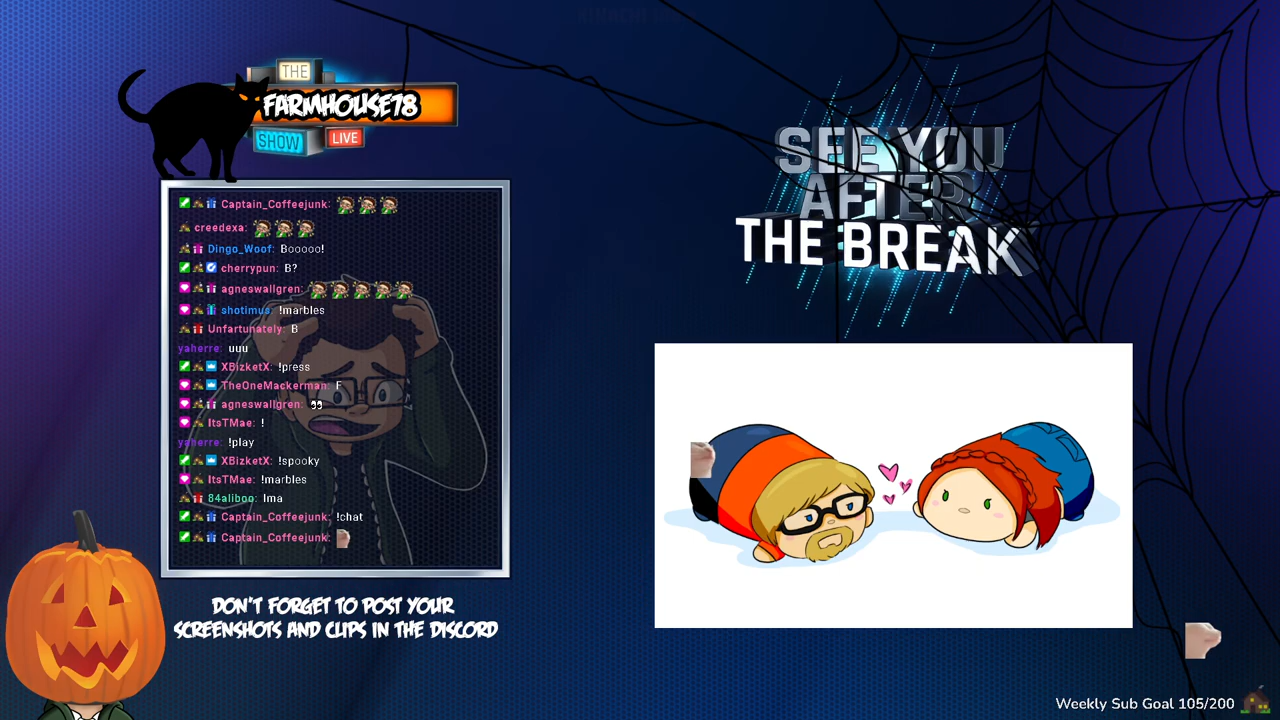 THE
FARMHOUSE78
SHOW LIVE
SEE YOU
AFTER
THE BREAK
Captain_Coffeejunk:
creedexa:
Dingo_Woof: Booooo!
cherrypun: B?
agneswallgren:
shotimus: !marbles
Unfortunately: B
yaherre: uuu
XBizketX: !press
TheOneMackerman: F
agneswallgren: 👀
ItsTMae: !
yaherre: !play
XBizketX: !spooky
ItsTMae: !marbles
84aliboo: lma
Captain_Coffeejunk: !chat
Captain_Coffeejunk:
DON'T FORGET TO POST YOUR
SCREENSHOTS AND CLIPS IN THE DISCORD
Weekly Sub Goal 105/200